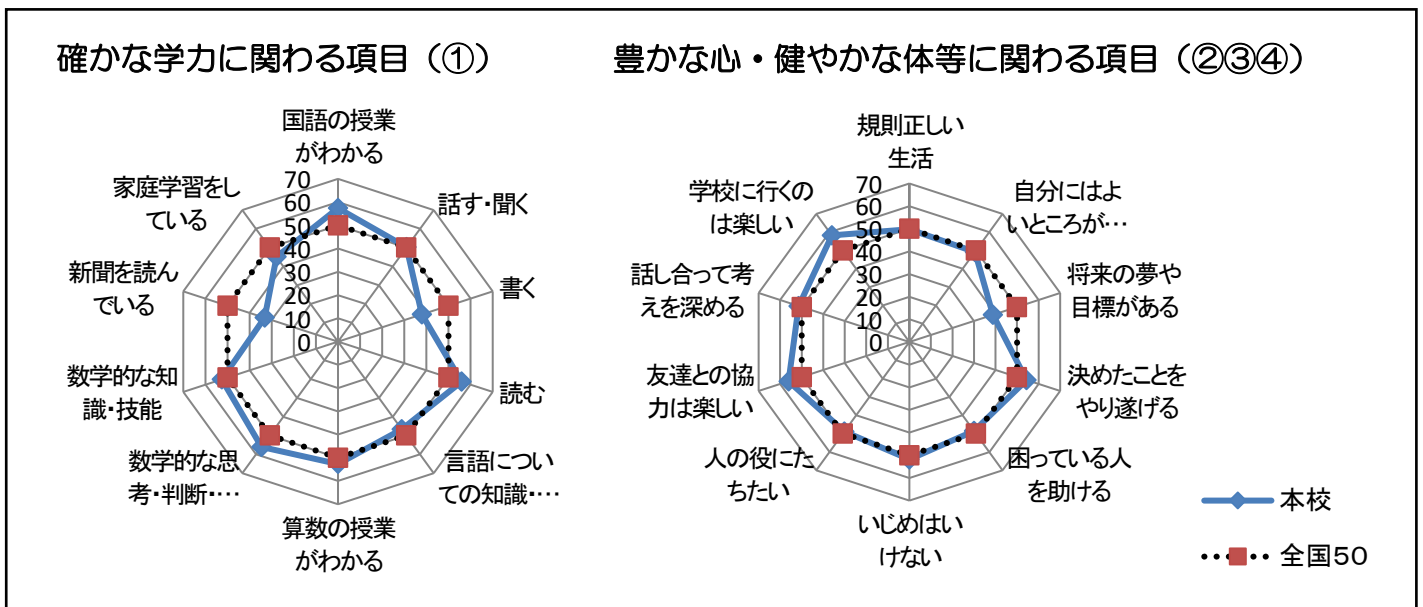 確かな学力に関わる項目（①）
国語の授業
がわかる
話す・聞く
書く
読む
言語につい
ての知識・…
算数の授業
がわかる
数学的な思
考・判断・…
数学的な知
識・技能
新聞を読ん
でいる
家庭学習をし
ている
70
60
50
40
30
20
10
0
豊かな心・健やかな体等に関わる項目（②③④）
規則正しい
生活
自分にはよ
いところが…
将来の夢や
目標がある
決めたことを
やり遂げる
困っている人
を助ける
いじめはい
けない
人の役にた
ちたい
友達との協
力は楽しい
話し合って考
えを深める
学校に行くの
は楽しい
70
60
50
40
30
20
10
0
本校
全国50